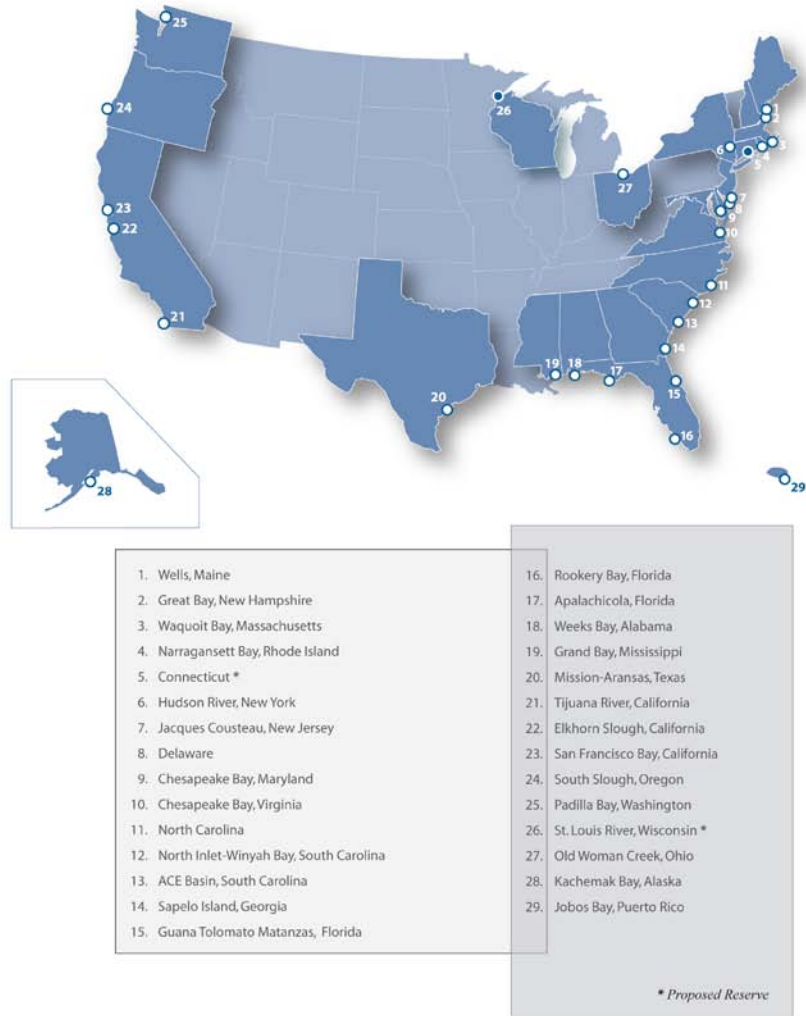 25
24
23
22
21
26
27
1
2
3
4
5
6
7
8
9
10
11
12
13
14
15
16
17
18
19
20
28
29
1. Wells, Maine
2. Great Bay, New Hampshire
3. Waquoit Bay, Massachusetts
4. Narragansett Bay, Rhode Island
5. Connecticut *
6. Hudson River, New York
7. Jacques Cousteau, New Jersey
8. Delaware
9. Chesapeake Bay, Maryland
10. Chesapeake Bay, Virginia
11. North Carolina
12. North Inlet-Winyah Bay, South Carolina
13. ACE Basin, South Carolina
14. Sapelo Island, Georgia
15. Guana Tolomato Matanzas, Florida
16. Rookery Bay, Florida
17. Apalachicola, Florida
18. Weeks Bay, Alabama
19. Grand Bay, Mississippi
20. Mission-Aransas, Texas
21. Tijuana River, California
22. Elkhorn Slough, California
23. San Francisco Bay, California
24. South Slough, Oregon
25. Padilla Bay, Washington
26. St. Louis River, Wisconsin *
27. Old Woman Creek, Ohio
28. Kachemak Bay, Alaska
29. Jobos Bay, Puerto Rico
* Proposed Reserve